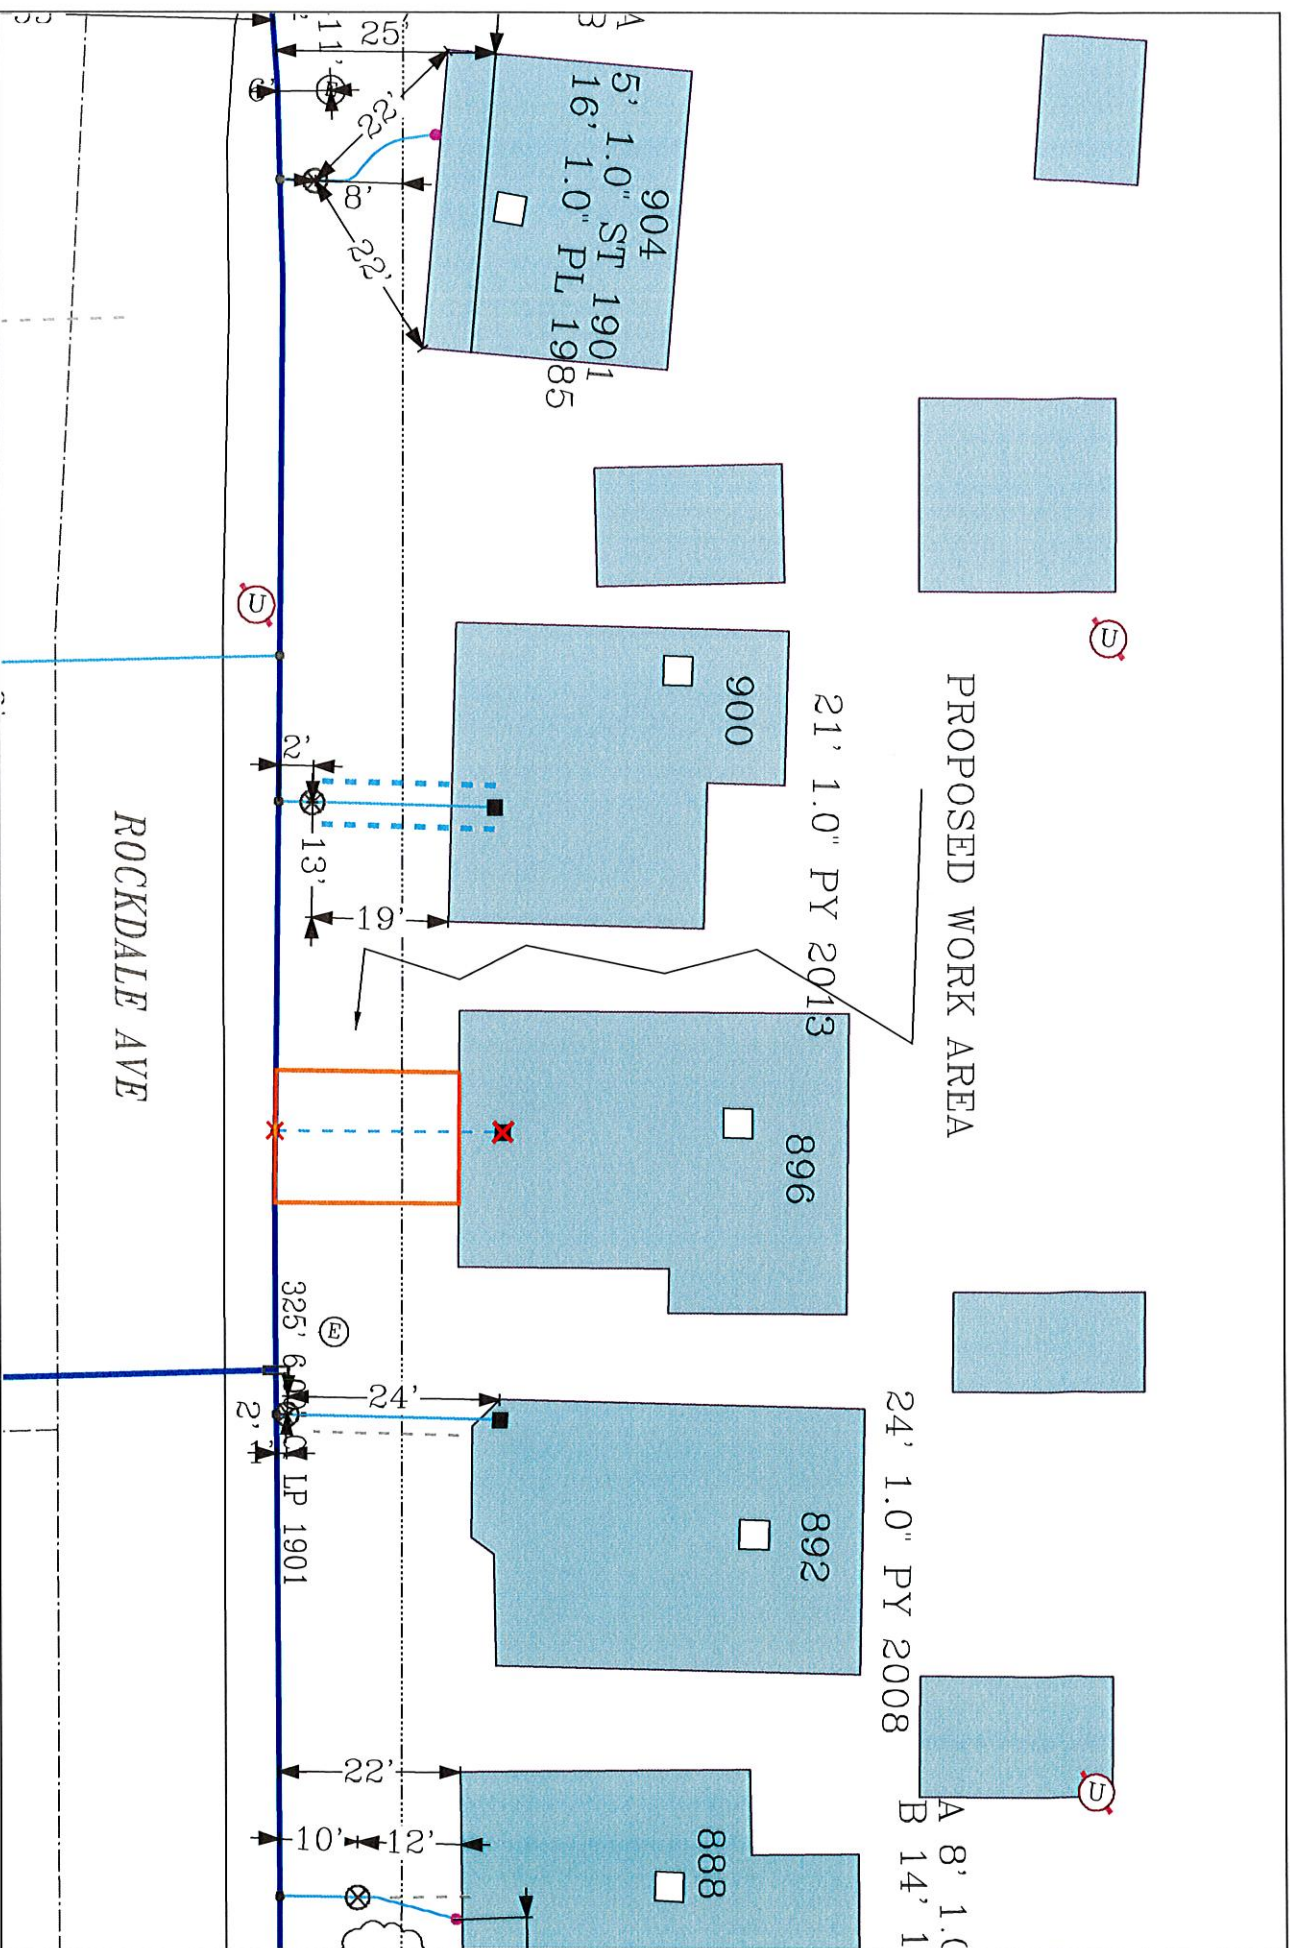 A
B
25'
11'
6'
22'
8'
22'
904
5' 1.0" ST 1901
16' 1.0" PL 1985
U
U
PROPOSED WORK AREA
900
21' 1.0" PY 2013
2'
13'
19'
ROCKDALE AVE
896
E
325' 6.00" LP 1901
24'
2'
1'
892
24' 1.0" PY 2008
U
A 8'
B 14'
22'
10'
12'
888